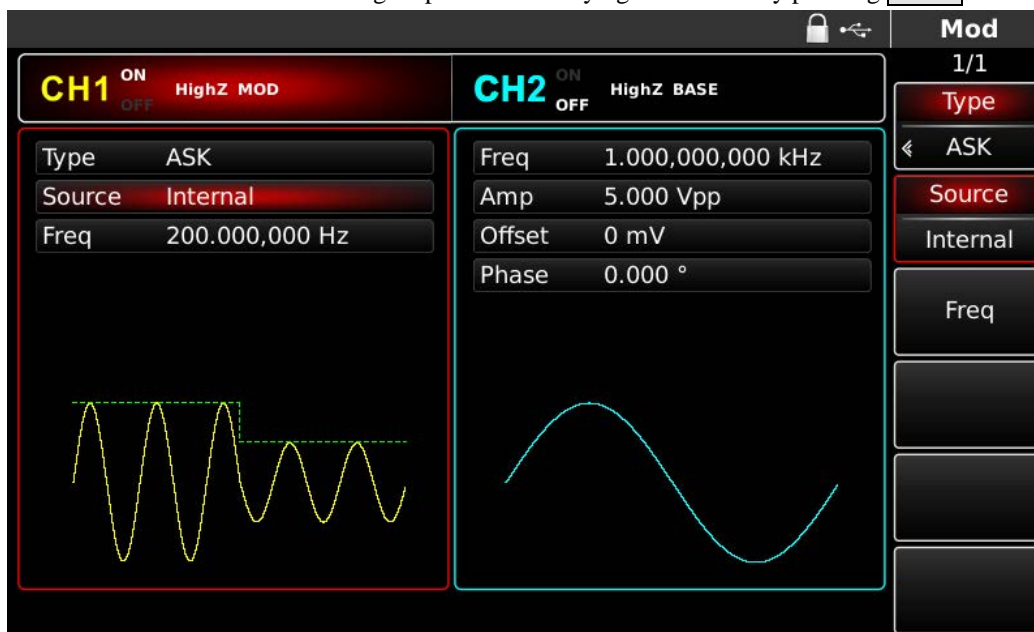 Mod
1/1
CH1 ON OFF HighZ MOD
CH2 ON OFF HighZ BASE
Type
ASK
Source
Internal
Freq
Type ASK
Source Internal
Freq 200.000,000 Hz
Freq 1.000,000,000 kHz
Amp 5.000 Vpp
Offset 0 mV
Phase 0.000 °